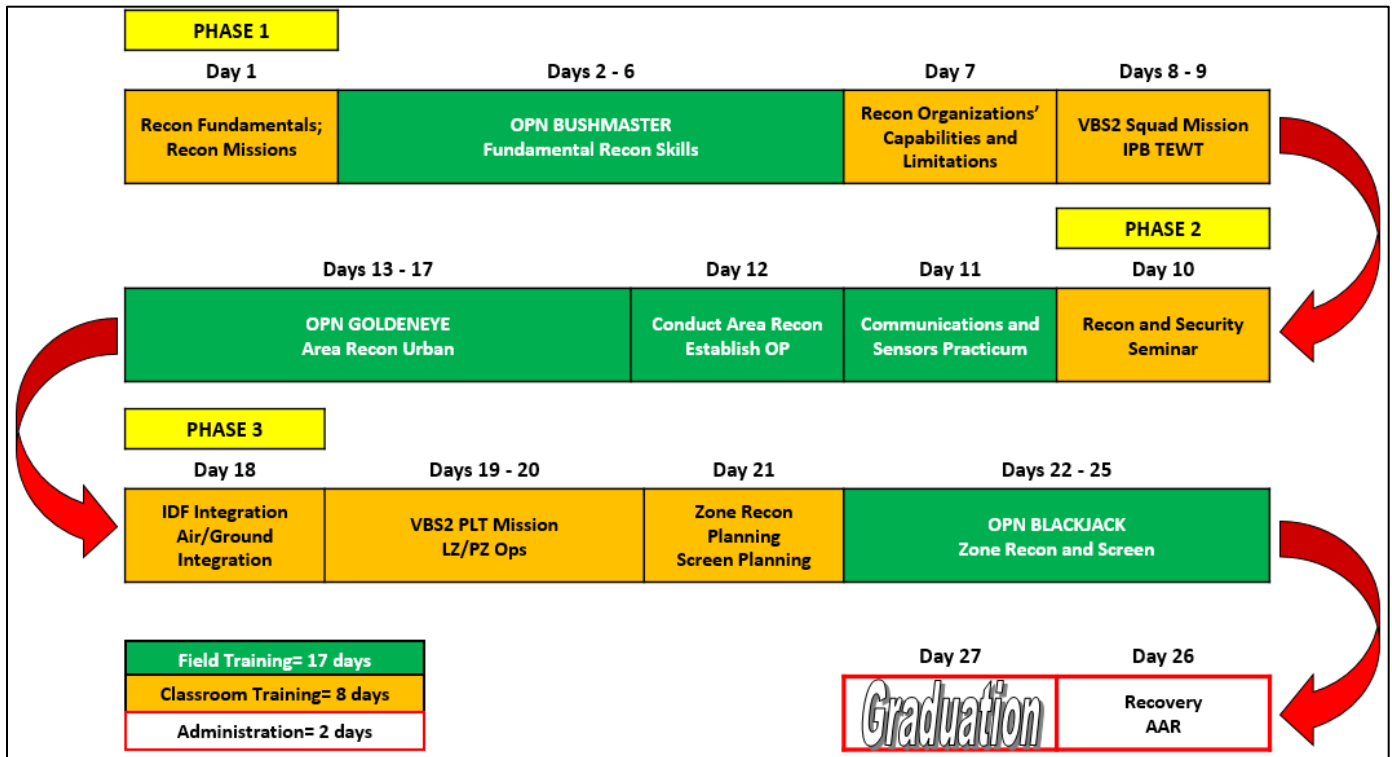 PHASE 1
Day 1
Days 2 - 6
Day 7
Days 8 - 9
Recon Fundamentals;
Recon Missions
OPN BUSHMASTER
Fundamental Recon Skills
Recon Organizations'
Capabilities and
Limitations
VBS2 Squad Mission
IPB TEWT
PHASE 2
Days 13 - 17
Day 12
Day 11
Day 10
OPN GOLDENEYE
Area Recon Urban
Conduct Area Recon
Establish OP
Communications and
Sensors Practicum
Recon and Security
Seminar
PHASE 3
Day 18
Days 19 - 20
Day 21
Days 22 - 25
IDF Integration
Air/Ground
Integration
VBS2 PLT Mission
LZ/PZ Ops
Zone Recon
Planning
Screen Planning
OPN BLACKJACK
Zone Recon and Screen
Field Training= 17 days
Classroom Training= 8 days
Administration= 2 days
Day 27
Day 26
Graduation
Recovery
AAR